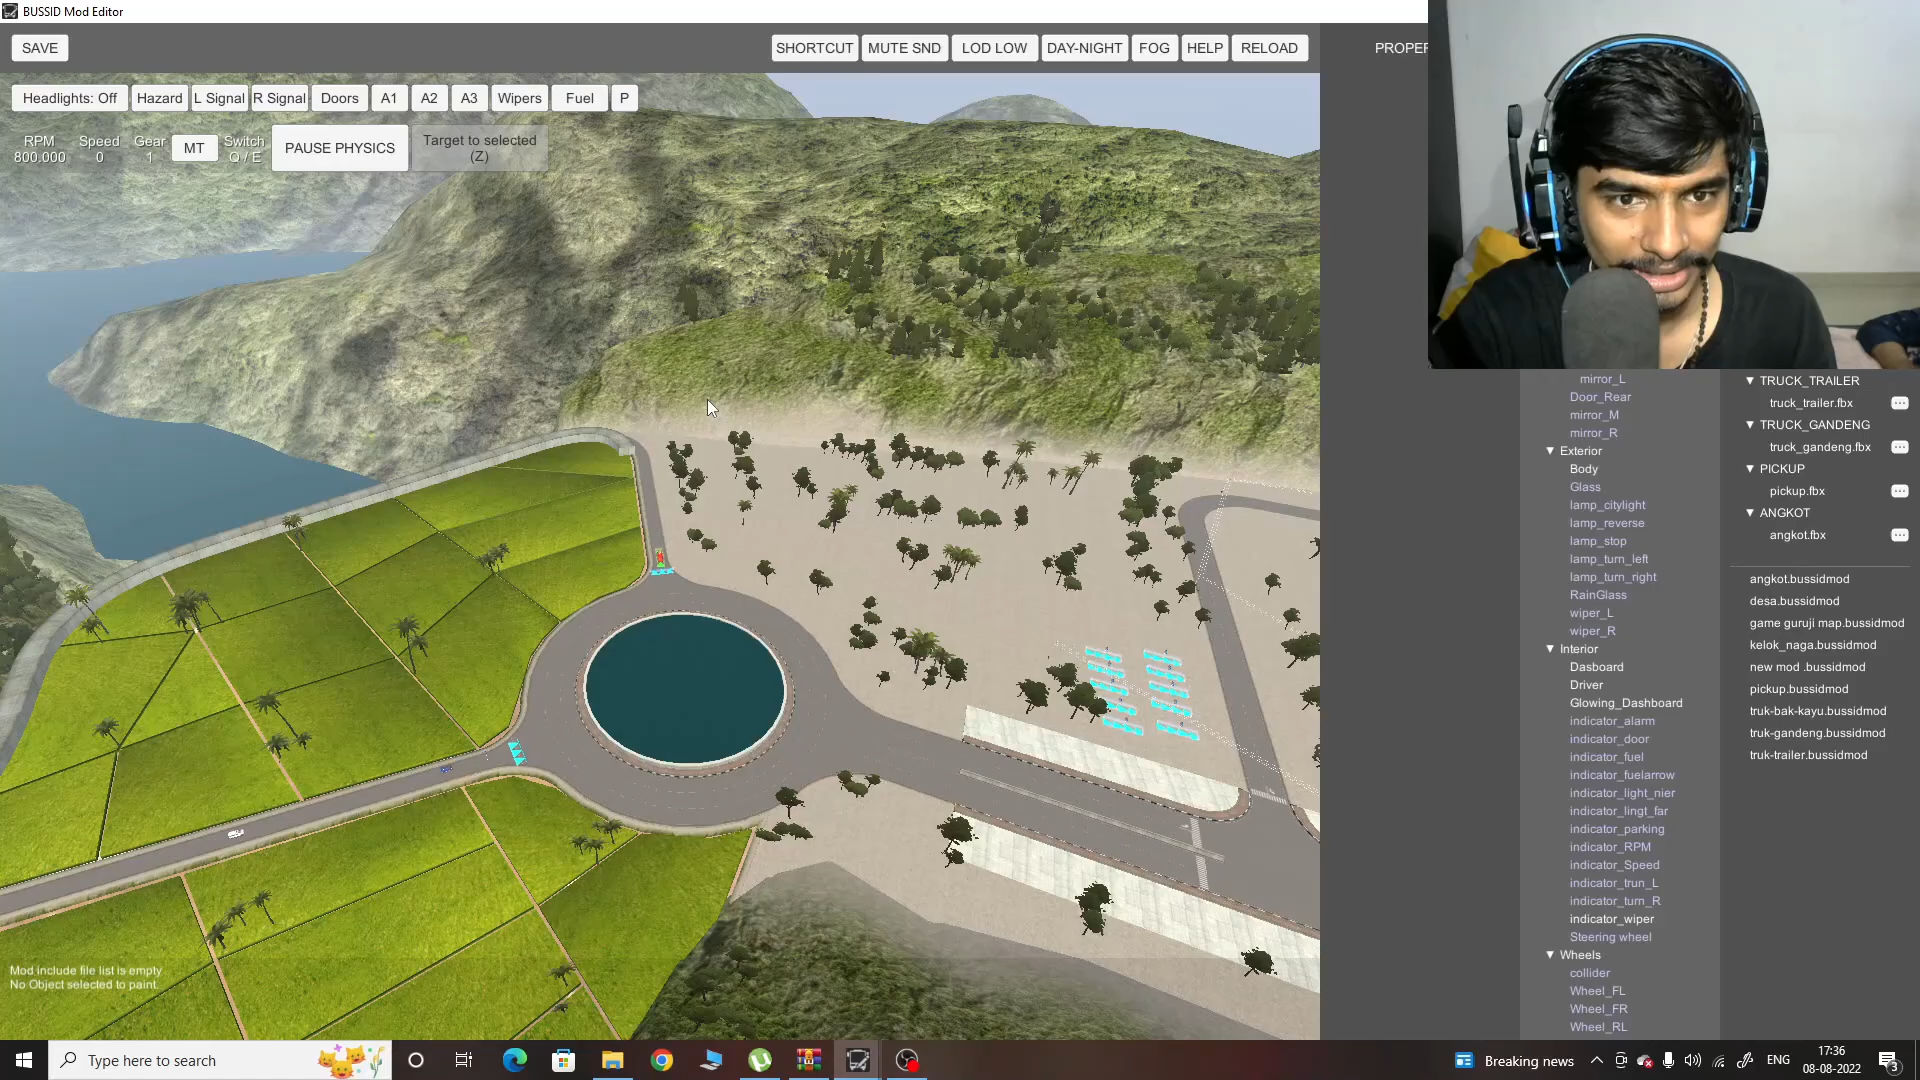 BUSSID Mod Editor
SAVE
SHORTCUT MUTE SND LOD LOW DAY-NIGHT FOG HELP RELOAD
Headlights: Off Hazard L Signal R Signal Doors A1 A2 A3 Wipers Fuel P
RPM Speed Gear MT Switch PAUSE PHYSICS Target to selected
800.000 0 1 Q / E (Z)
mirror_L
Door_Rear
mirror_M
mirror_R
▼ Exterior
Body
Glass
lamp_citylight
lamp_reverse
lamp_stop
lamp_turn_left
lamp_turn_right
RainGlass
wiper_L
wiper_R
▼ Interior
Dasboard
Driver
Glowing_Dashboard
indicator_alarm
indicator_door
indicator_fuel
indicator_fuelarrow
indicator_light_nier
indicator_lingt_far
indicator_parking
indicator_RPM
indicator_Speed
indicator_trun_L
indicator_turn_R
indicator_wiper
Steering wheel
▼ Wheels
collider
Wheel_FL
Wheel_FR
Wheel_RL
▼ TRUCK_TRAILER
truck_trailer.fbx
▼ TRUCK_GANDENG
truck_gandeng.fbx
▼ PICKUP
pickup.fbx
▼ ANGKOT
angkot.fbx
angkot.bussidmod
desa.bussidmod
game guruji map.bussidmod
kelok_naga.bussidmod
new mod .bussidmod
pickup.bussidmod
truk-bak-kayu.bussidmod
truk-gandeng.bussidmod
truk-trailer.bussidmod
Mod include file list is empty
No Object selected to paint.
Type here to search
Breaking news
ENG
17:36
08-08-2022
3